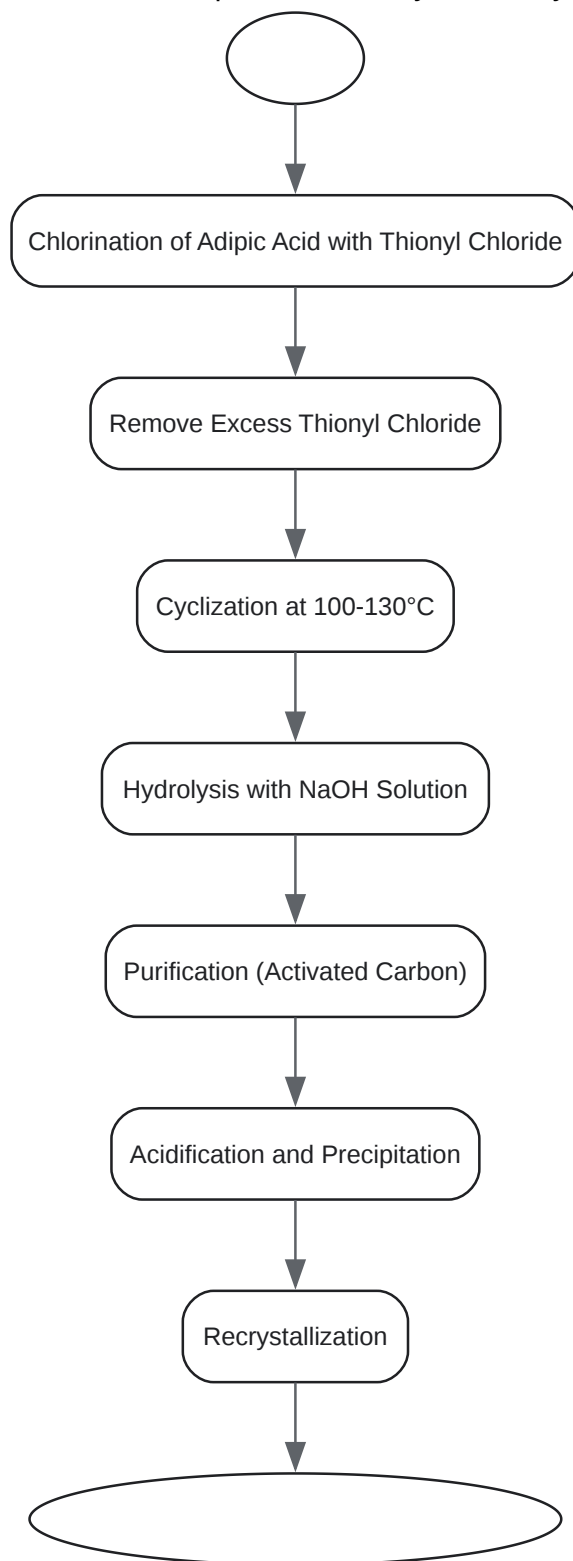 Chlorination of Adipic Acid with Thionyl Chloride
Remove Excess Thionyl Chloride
Cyclization at 100-130°C
Hydrolysis with NaOH Solution
Purification (Activated Carbon)
Acidification and Precipitation
Recrystallization